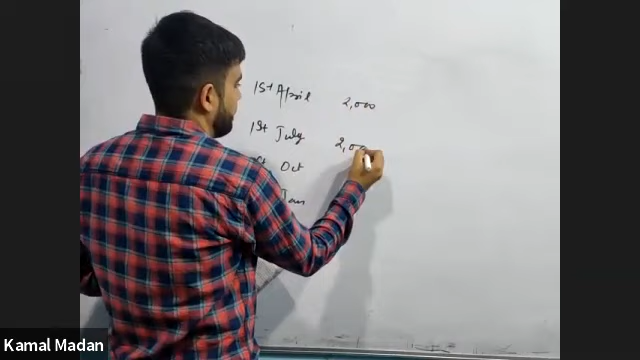 1st April 2,000
1st July 2,00
Oct
Jan
Kamal Madan